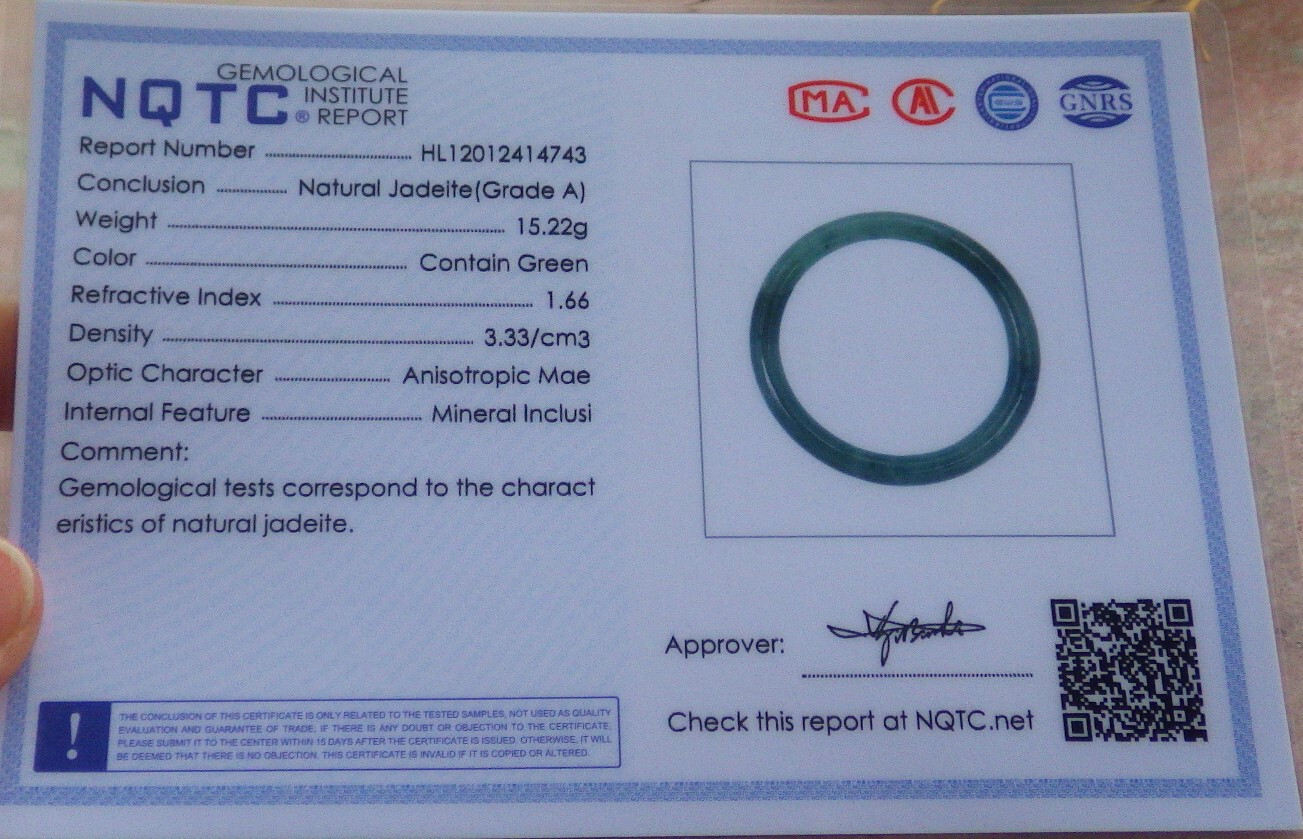 NQTC® GEMOLOGICAL
INSTITUTE
REPORT
MA
GNRS
Report Number ................ HL12012414743
Conclusion ................ Natural Jadeite(Grade A)
Weight ................ 15.22g
Color ................ Contain Green
Refractive Index ................ 1.66
Density ................ 3.33/cm3
Optic Character ................ Anisotropic Mae
Internal Feature ................ Mineral Inclusi
Comment:
Gemological tests correspond to the charact
eristics of natural jadeite.
Approver:
Check this report at NQTC.net
!
THE CONCLUSION OF THIS CERTIFICATE IS ONLY RELATED TO THE TESTED SAMPLES, NOT USED AS QUALITY
EVALUATION AND GUARANTEE OF TRADE, IF THERE IS ANY DOUBT OR OBJECTION TO THE CERTIFICATE,
PLEASE SUBMIT IT TO THE CENTER WITHIN 15 DAYS AFTER THE CERTIFICATE IS ISSUED. OTHERWISE, IT WILL
BE DEEMED THAT THERE IS NO OBJECTION. THIS CERTIFICATE IS INVALID IF IT IS COPIED OR ALTERED.